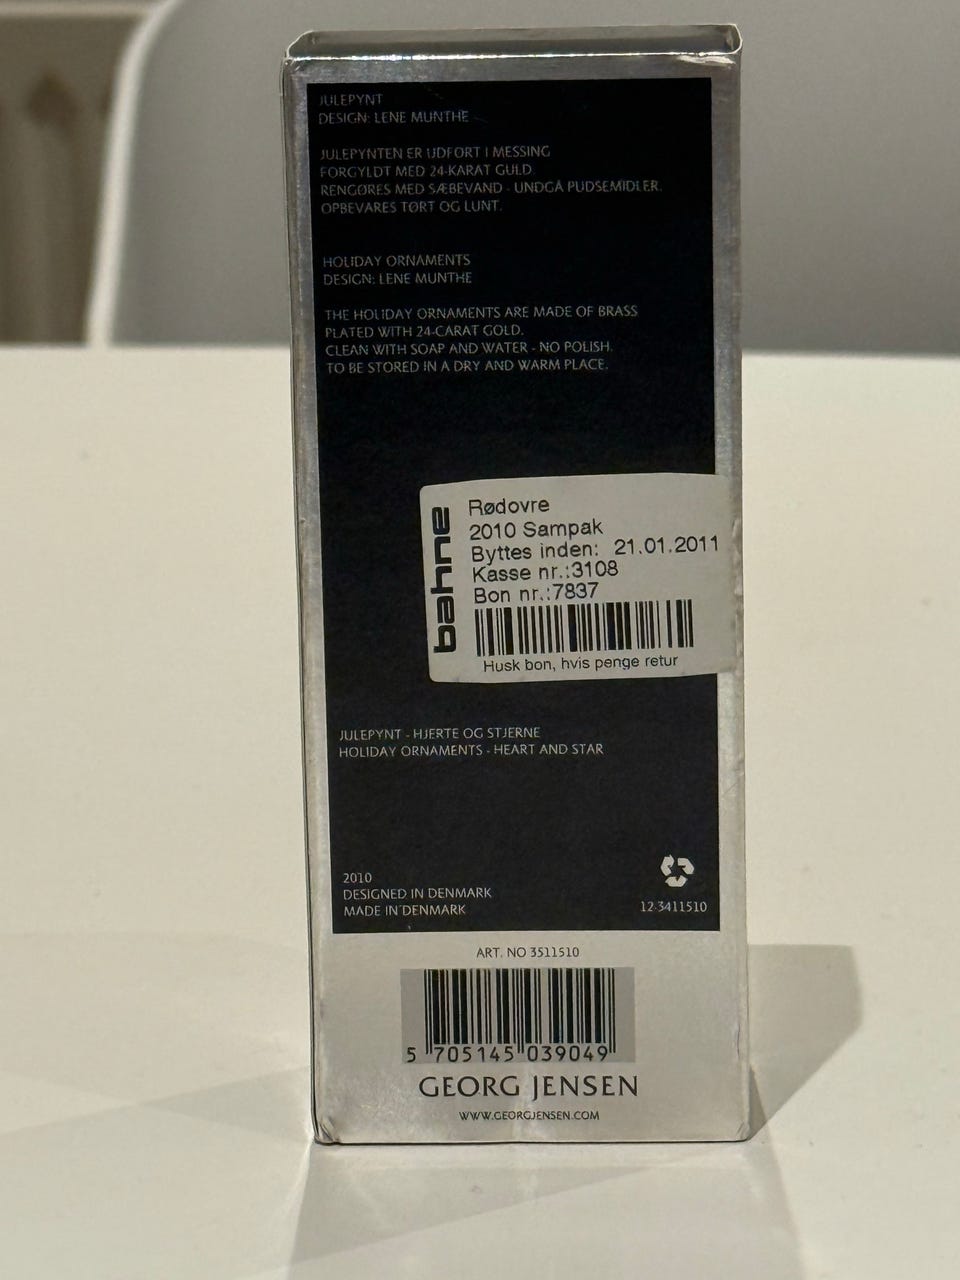 JULEPYNT
DESIGN: LENE MUNTHE
JULEPYNTEN ER UDFØRT I MESSING
FORGYLDT MED 24-KARAT GULD.
RENGØRES MED SÆBEVAND - UNDGÅ PUDSEMIDLER.
OPBEVARES TØRT OG LUNT.
HOLIDAY ORNAMENTS
DESIGN: LENE MUNTHE
THE HOLIDAY ORNAMENTS ARE MADE OF BRASS
PLATED WITH 24-CARAT GOLD.
CLEAN WITH SOAP AND WATER - NO POLISH.
TO BE STORED IN A DRY AND WARM PLACE.
bahne
Rødovre
2010 Sampak
Byttes inden: 21.01.2011
Kasse nr.:3108
Bon nr.:7837
Husk bon, hvis penge retur
JULEPYNT - HJERTE OG STJERNE
HOLIDAY ORNAMENTS - HEART AND STAR
2010
DESIGNED IN DENMARK
MADE IN DENMARK
12-3411510
ART. NO 3511510
5 705145 039049
GEORG JENSEN
WWW.GEORGJENSEN.COM